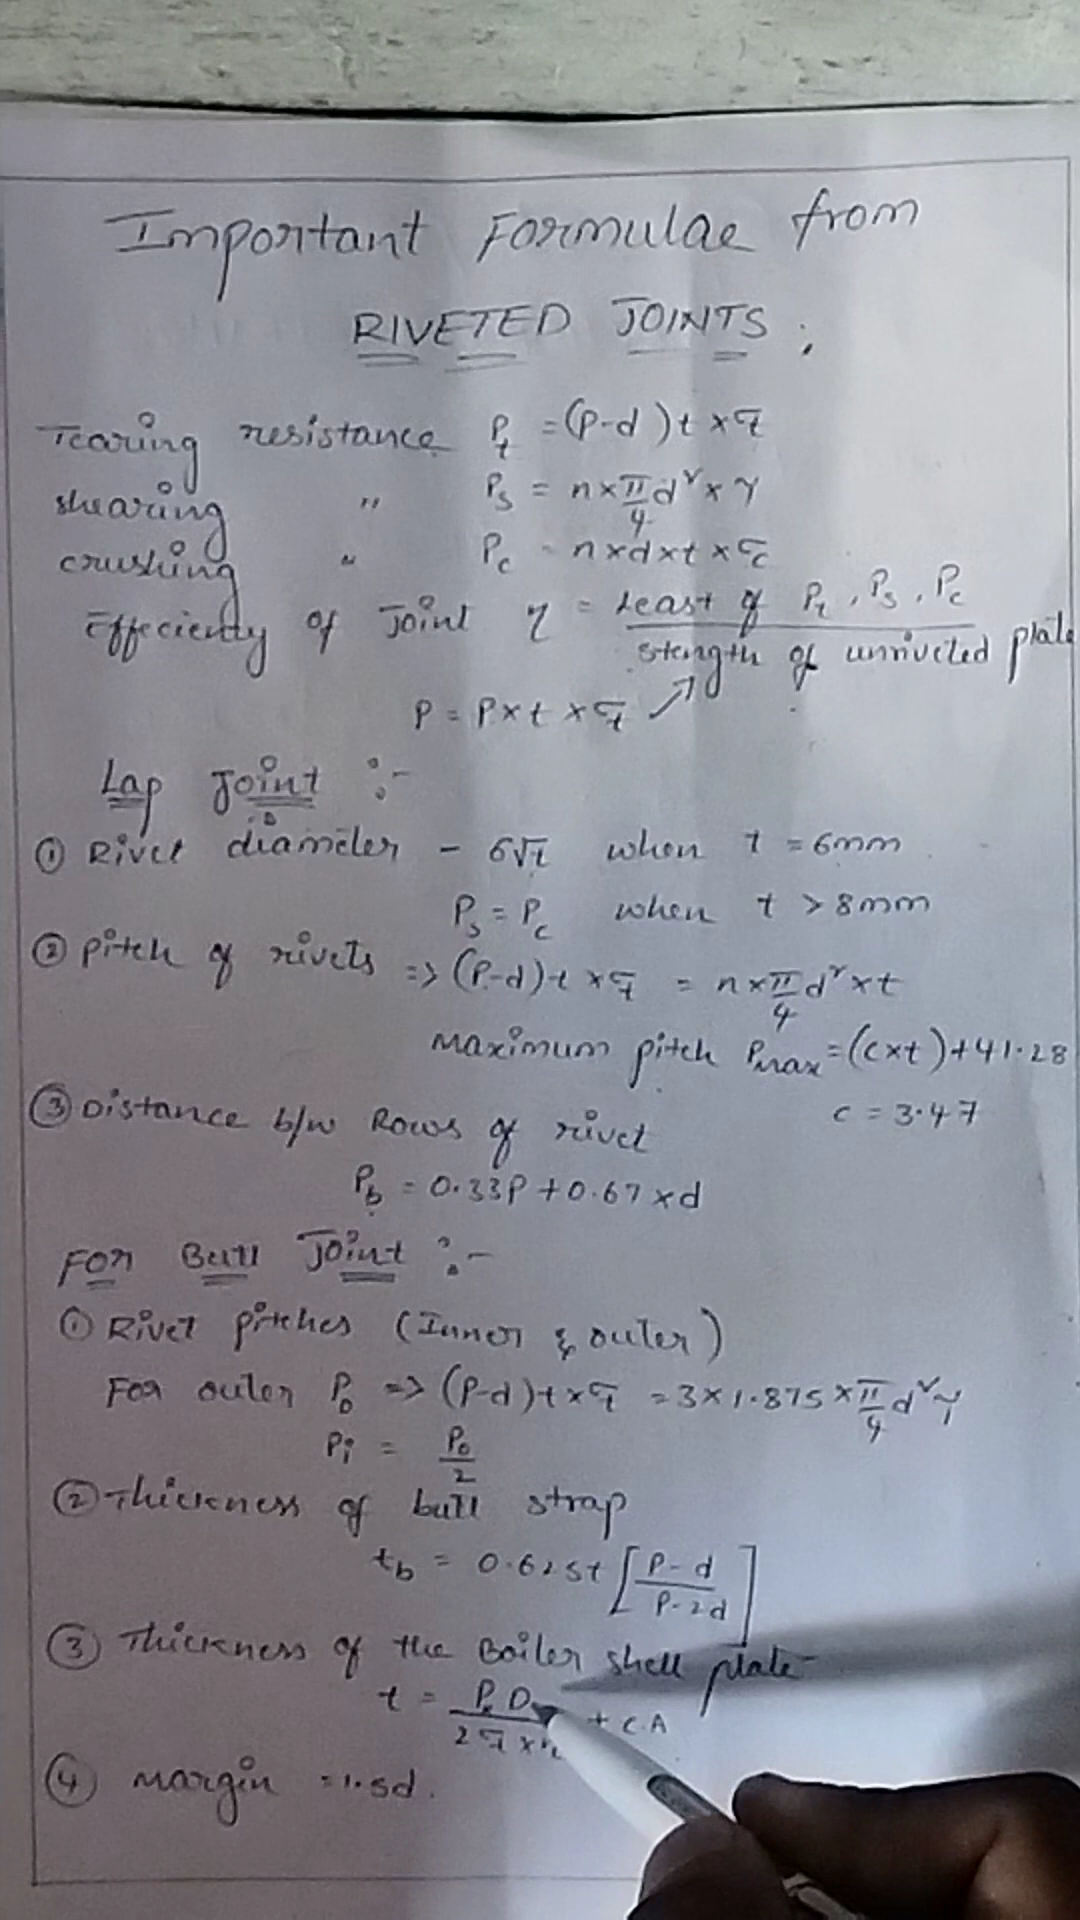 Important Formulae from
RIVETED JOINTS :
Tearing resistance Pt = (P-d)t × σt
shearing " Ps = n × π/4 d² × τ
crushing " Pc = n×d×t × σc
Effeciency of Joint η = Least of Pt, Ps, Pc / stength of unriveted plate
P = P×t × σt
Lap Joint :-
① Rivet diameter - 6√t when t = 6mm
Ps = Pc when t > 8mm
② pitch of rivets => (P-d)t × σt = n × π/4 d² × t
maximum pitch Pmax = (c×t)+41.28
c = 3.47
③ Distance b/w Rows of rivet
Pb = 0.33P + 0.67 × d
For Butt Joint :-
① Rivet pitches (Inner & outer)
For outer Po => (P-d)t × σt = 3 × 1.875 × π/4 d² τ
Pi = Po/2
② Thickness of butt strap
tb = 0.625t [P-d / P-2d]
③ Thickness of the Boiler shell plate
t = P.D / 2σt × + C.A
④ margin = 1.5d.